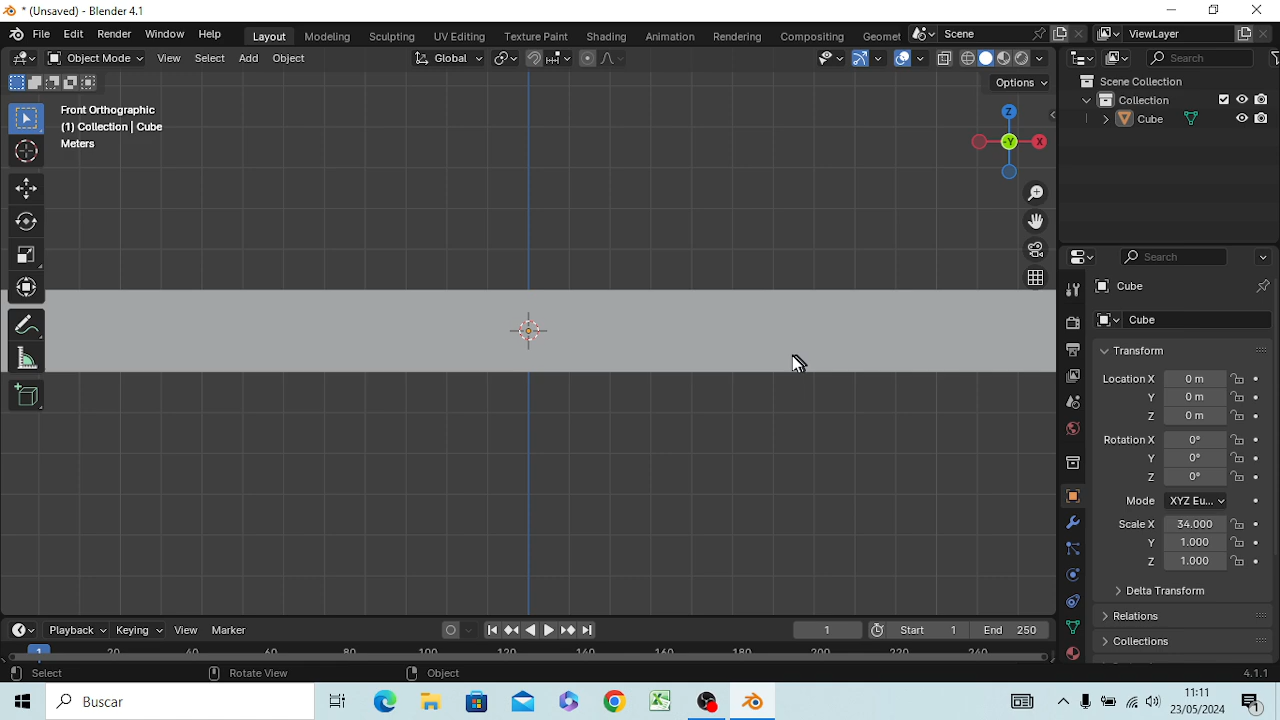 * (Unsaved) - Blender 4.1
File Edit Render Window Help Layout Modeling Sculpting UV Editing Texture Paint Shading Animation Rendering Compositing Geomet Scene ViewLayer
Object Mode View Select Add Object Global Search
Options
Front Orthographic
(1) Collection | Cube
Meters
Z
-Y X
Scene Collection
Collection
Cube
Search
Cube
Cube
Transform
Location X 0 m
Y 0 m
Z 0 m
Rotation X 0°
Y 0°
Z 0°
Mode XYZ Eu...
Scale X 34.000
Y 1.000
Z 1.000
Delta Transform
Relations
Collections
Playback Keying View Marker 1 Start 1 End 250
1 20 40 60 80 100 120 140 160 180 200 220 240
Select Rotate View Object 4.1.1
Buscar
11:11
23/05/2024
1